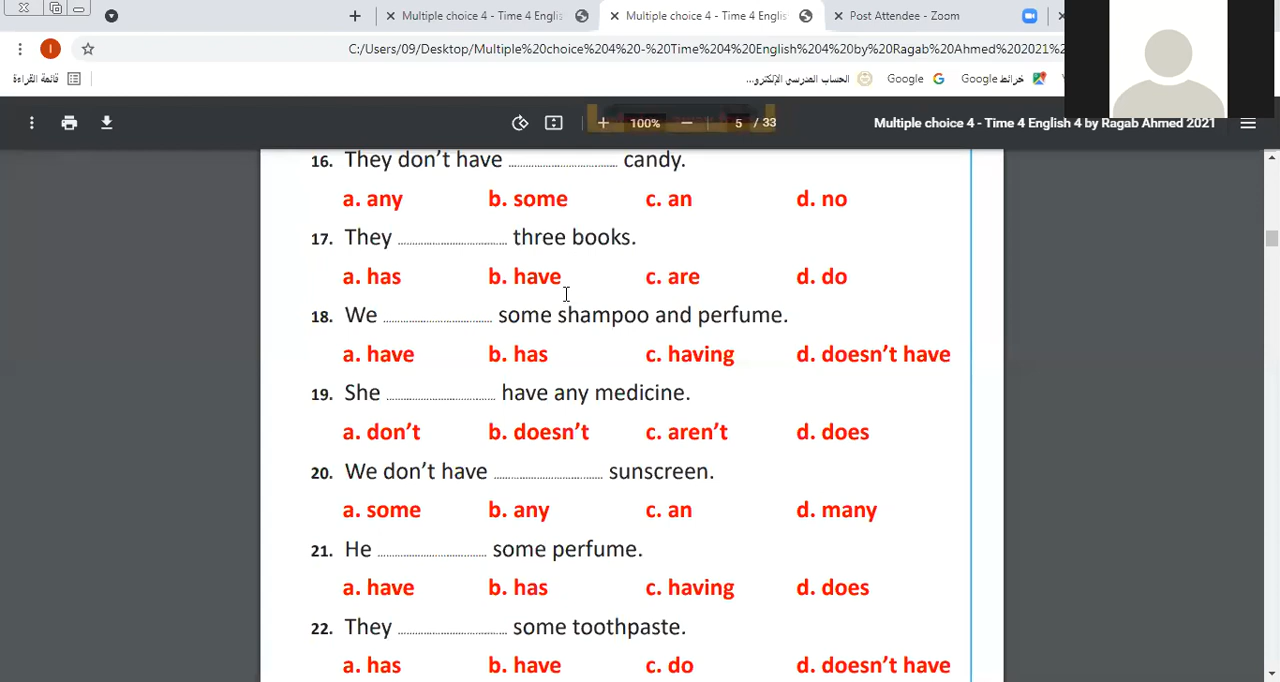 Multiple choice 4 - Time 4 Englis
Multiple choice 4 - Time 4 Englis
Post Attendee - Zoom
C:/Users/09/Desktop/Multiple%20choice%204%20-%20Time%204%20English%204%20by%20Ragab%20Ahmed%202021%
قائمة القراءة
الحساب المدرسي الإلكترو...
Google
خرائط Google
100%
5 / 33
Multiple choice 4 - Time 4 English 4 by Ragab Ahmed 2021
16. They don't have .................................. candy.
a. any b. some c. an d. no
17. They .................................. three books.
a. has b. have c. are d. do
18. We .................................. some shampoo and perfume.
a. have b. has c. having d. doesn't have
19. She .................................. have any medicine.
a. don't b. doesn't c. aren't d. does
20. We don't have .................................. sunscreen.
a. some b. any c. an d. many
21. He .................................. some perfume.
a. have b. has c. having d. does
22. They .................................. some toothpaste.
a. has b. have c. do d. doesn't have